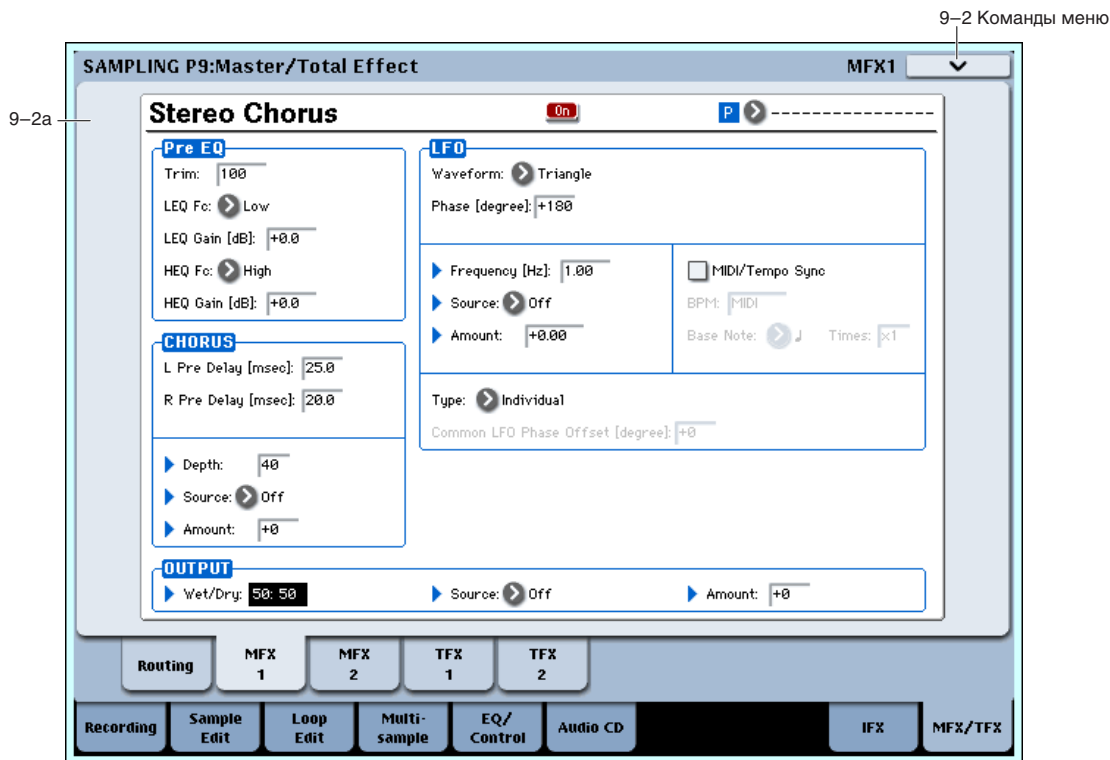 9–2 Команды меню
SAMPLING P9:Master/Total Effect
MFX1
9–2a
Stereo Chorus
On
P
----------------
Pre EQ
Trim: 100
LEQ Fc: Low
LEQ Gain [dB]: +0.0
HEQ Fc: High
HEQ Gain [dB]: +0.0
CHORUS
L Pre Delay [msec]: 25.0
R Pre Delay [msec]: 20.0
Depth: 40
Source: Off
Amount: +0
LFO
Waveform: Triangle
Phase [degree]: +180
Frequency [Hz]: 1.00
Source: Off
Amount: +0.00
MIDI/Tempo Sync
BPM: MIDI
Base Note: ♩ Times: x1
Type: Individual
Common LFO Phase Offset [degree]: +0
OUTPUT
Wet/Dry: 50: 50
Source: Off
Amount: +0
Routing
MFX
1
MFX
2
TFX
1
TFX
2
Recording
Sample
Edit
Loop
Edit
Multi-
sample
EQ/
Control
Audio CD
IFX
MFX/TFX